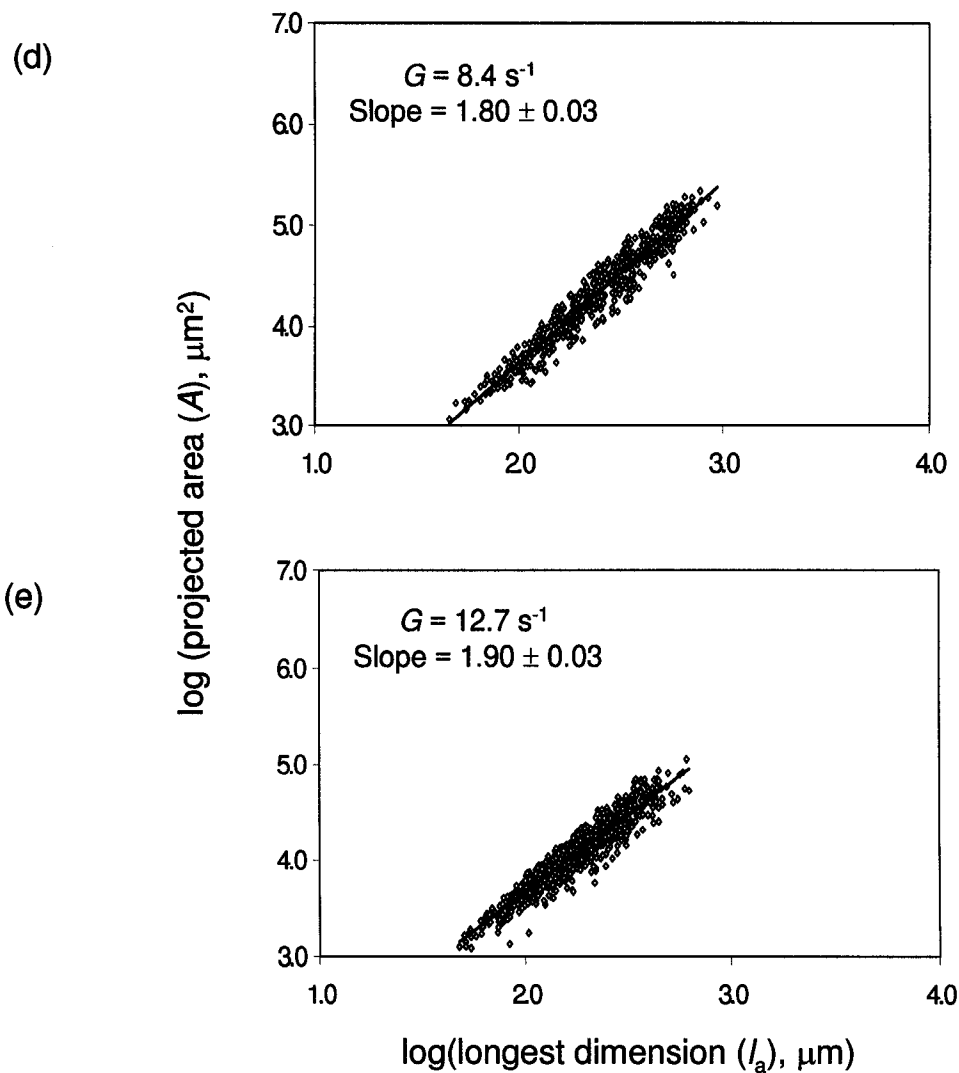 (d)
7.0
G = 8.4 s⁻¹
Slope = 1.80 ± 0.03
6.0
5.0
4.0
3.0
1.0 2.0 3.0 4.0
log (projected area (A), μm²)
(e)
7.0
G = 12.7 s⁻¹
Slope = 1.90 ± 0.03
6.0
5.0
4.0
3.0
1.0 2.0 3.0 4.0
log(longest dimension (lₐ), μm)